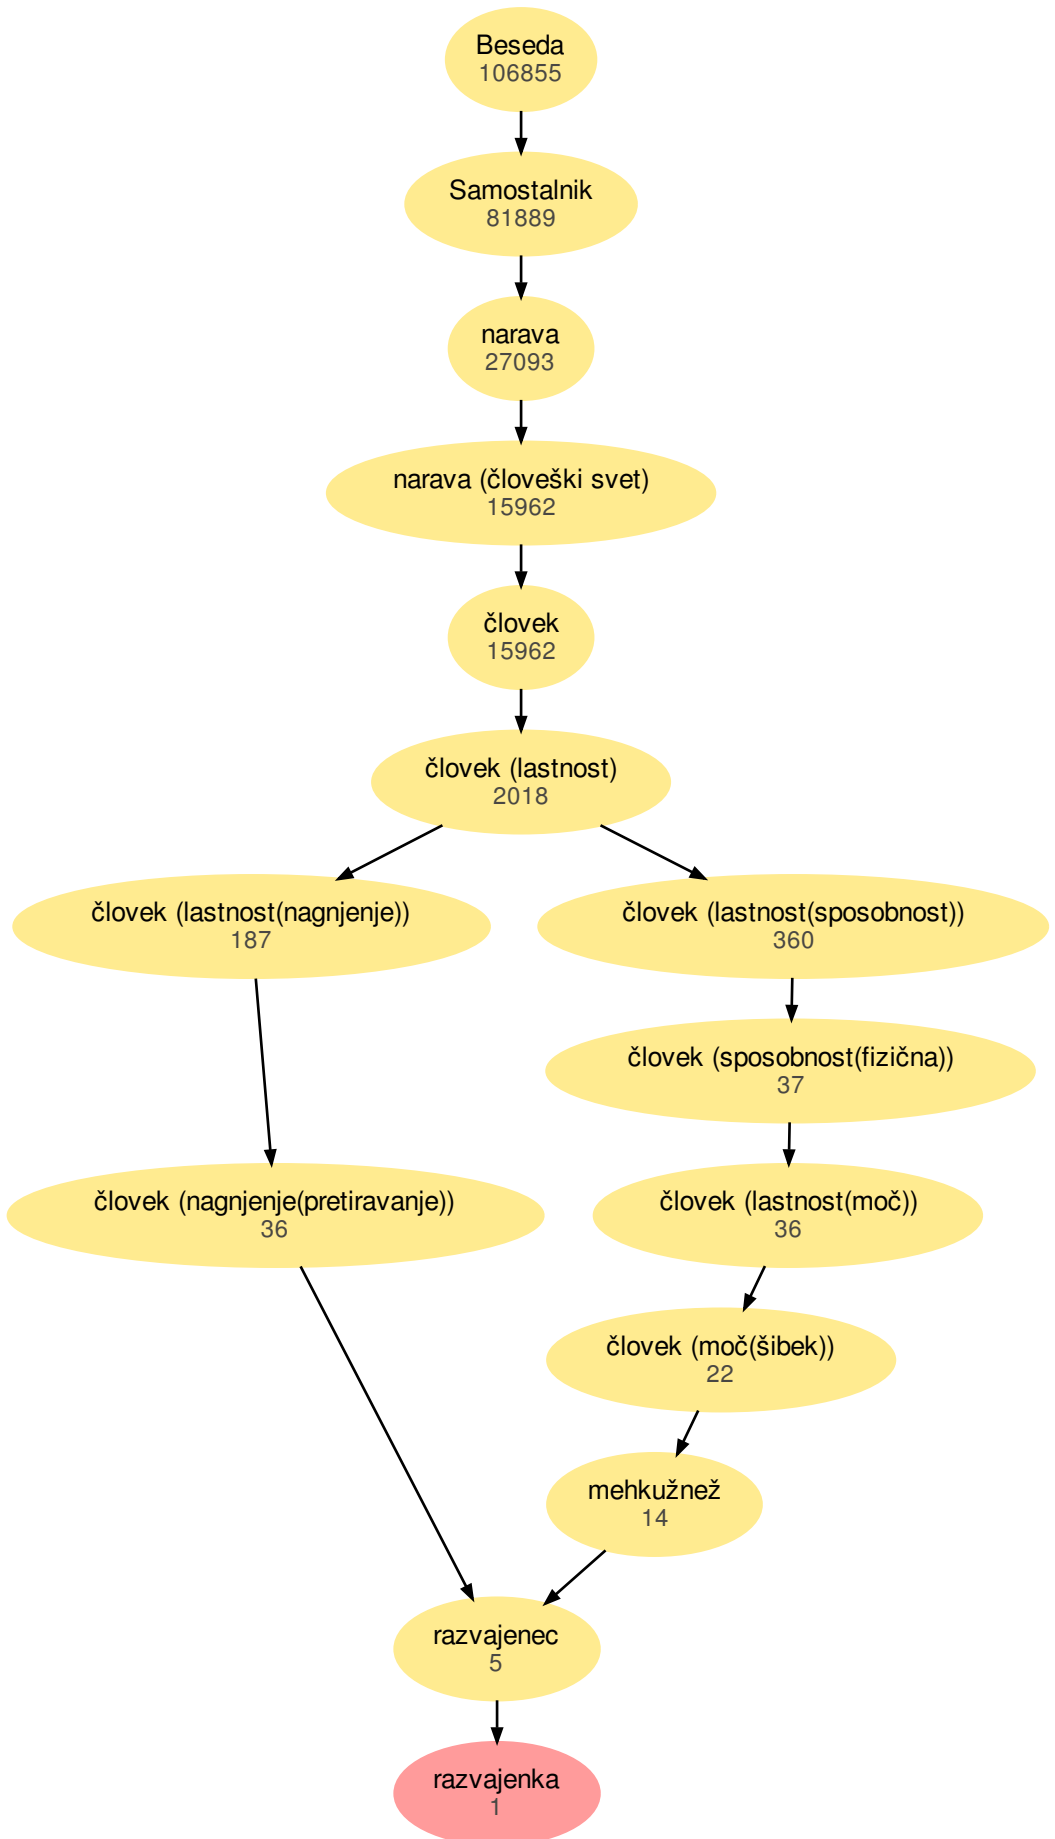 Beseda
106855
Samostalnik
81889
narava
27093
narava (človeški svet)
15962
človek
15962
človek (lastnost)
2018
človek (lastnost(nagnjenje))
187
človek (lastnost(sposobnost))
360
človek (sposobnost(fizična))
37
človek (nagnjenje(pretiravanje))
36
človek (lastnost(moč))
36
človek (moč(šibek))
22
mehkužnež
14
razvajenec
5
razvajenka
1